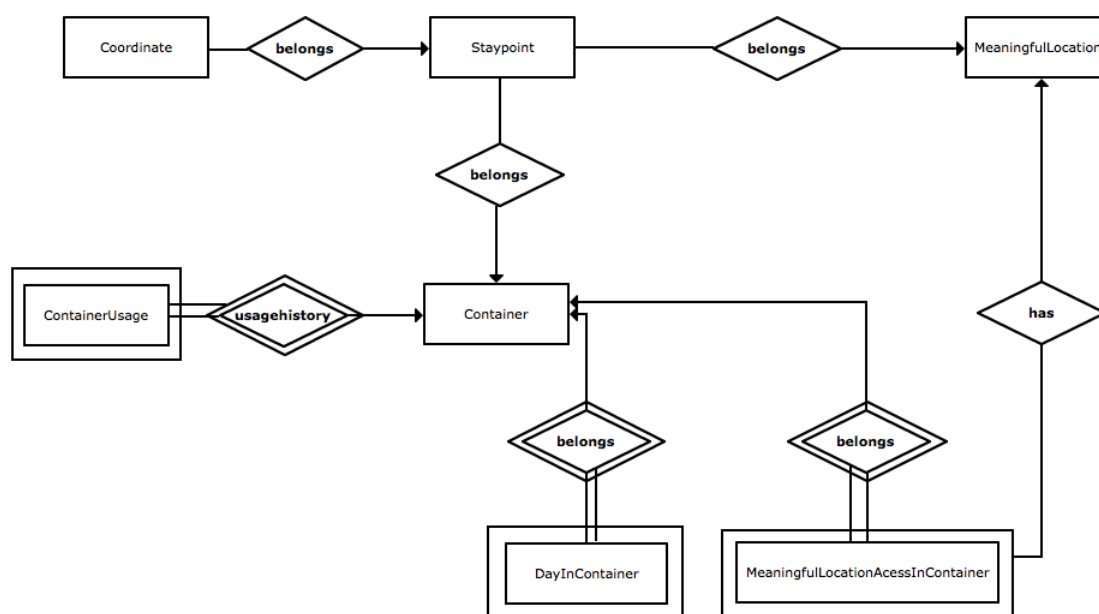 Coordinate
belongs
Staypoint
belongs
MeaningfulLocation
belongs
ContainerUsage
usagehistory
Container
has
belongs
belongs
DayInContainer
MeaningfulLocationAcessInContainer